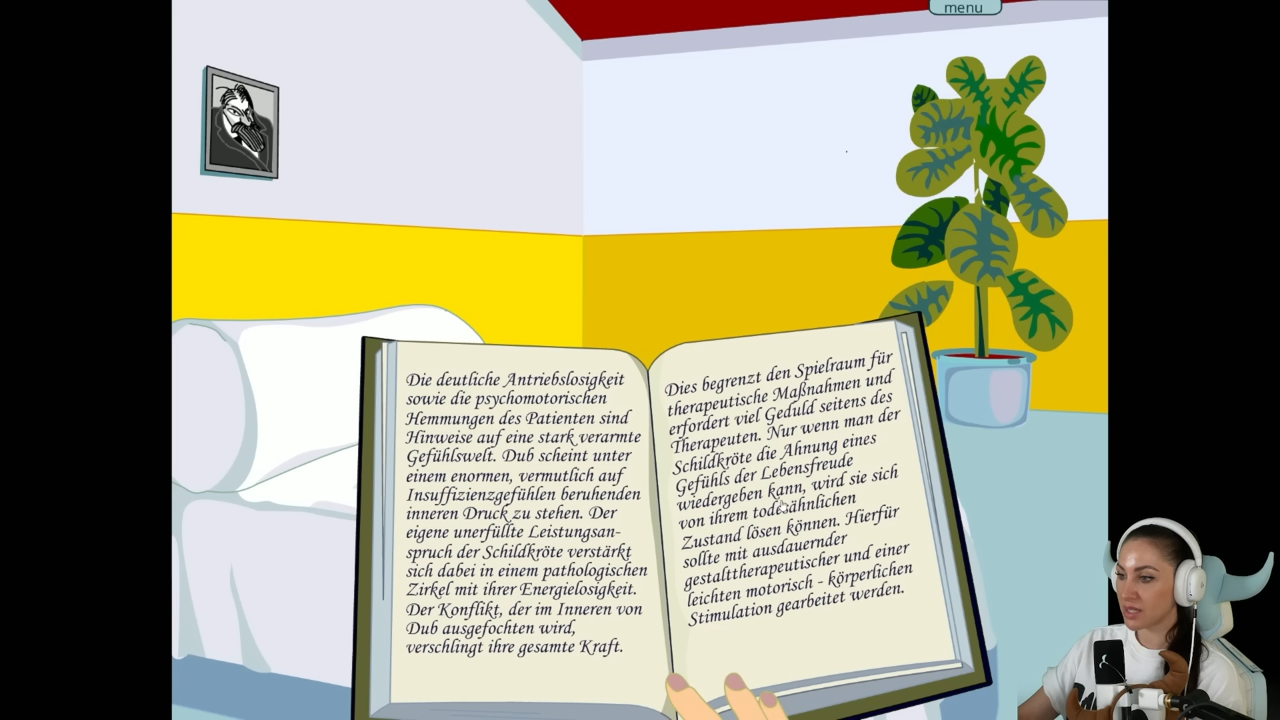 menu
Die deutliche Antriebslosigkeit
sowie die psychomotorischen
Hemmungen des Patienten sind
Hinweise auf eine stark verarmte
Gefühlswelt. Dub scheint unter
einem enormen, vermutlich auf
Insuffizienzgefühlen beruhenden
inneren Druck zu stehen. Der
eigene unerfüllte Leistungsan-
spruch der Schildkröte verstärkt
sich dabei in einem pathologischen
Zirkel mit ihrer Energielosigkeit.
Der Konflikt, der im Inneren von
Dub ausgefochten wird,
verschlingt ihre gesamte Kraft.
Dies begrenzt den Spielraum für
therapeutische Maßnahmen und
erfordert viel Geduld seitens des
Therapeuten. Nur wenn man der
Schildkröte die Ahnung eines
Gefühls der Lebensfreude
wiedergeben kann, wird sie sich
von ihrem todesähnlichen
Zustand lösen können. Hierfür
sollte mit ausdauernder
gestalttherapeutischer und einer
leichten motorisch - körperlichen
Stimulation gearbeitet werden.